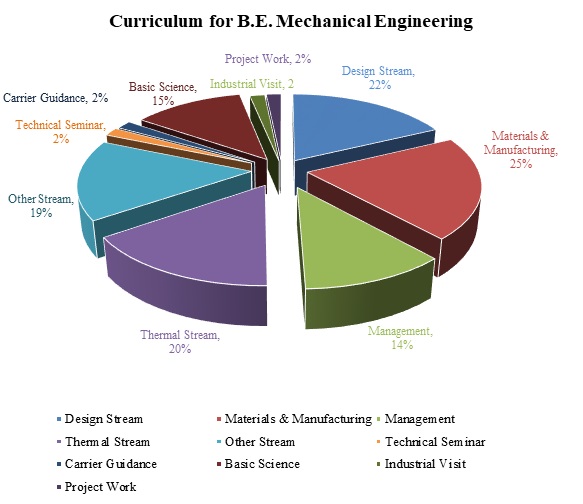 Curriculum for B.E. Mechanical Engineering
Project Work, 2%
Design Stream,
22%
Industrial Visit, 2
Basic Science,
15%
Carrier Guidance, 2%
Technical Seminar,
2%
Materials &
Manufacturing,
25%
Other Stream,
19%
Thermal Stream,
20%
Management,
14%
Design Stream
Materials & Manufacturing
Management
Thermal Stream
Other Stream
Technical Seminar
Carrier Guidance
Basic Science
Industrial Visit
Project Work